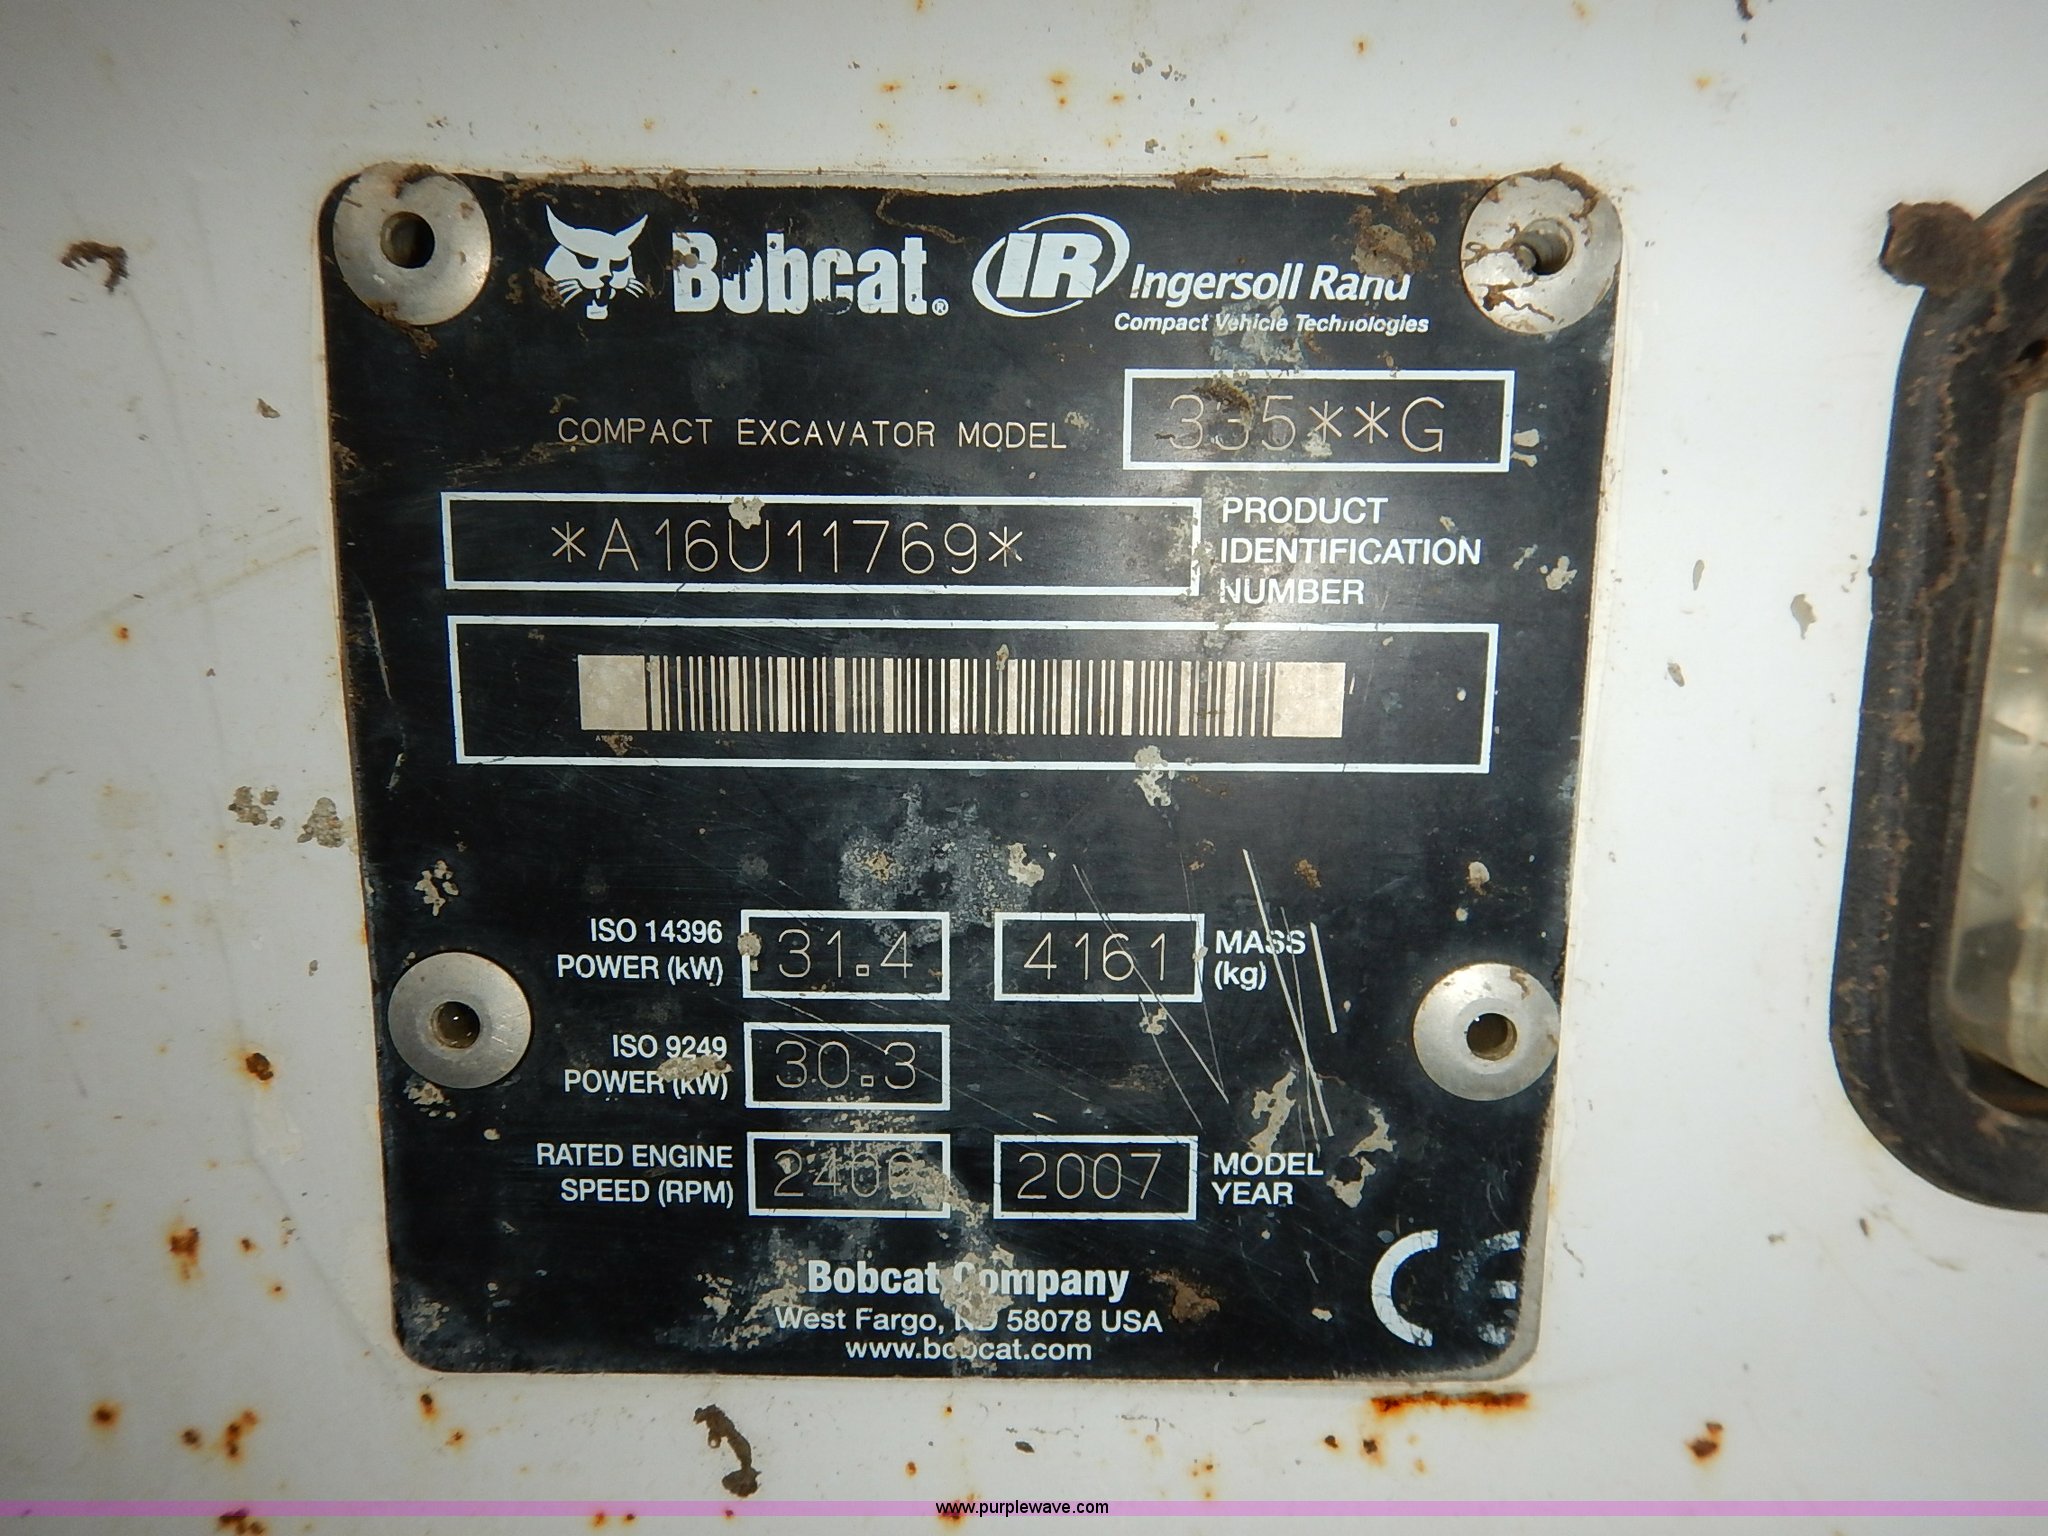 Bobcat® IR Ingersoll Rand
Compact Vehicle Technologies
COMPACT EXCAVATOR MODEL 335**G
*A16U11769* PRODUCT
IDENTIFICATION
NUMBER
ISO 14396
POWER (kW) 31.4
4161 MASS
(kg)
ISO 9249
POWER (kW) 30.3
RATED ENGINE
SPEED (RPM) 2400
2007 MODEL
YEAR
CE
Bobcat Company
West Fargo, ND 58078 USA
www.bobcat.com
www.purplewave.com